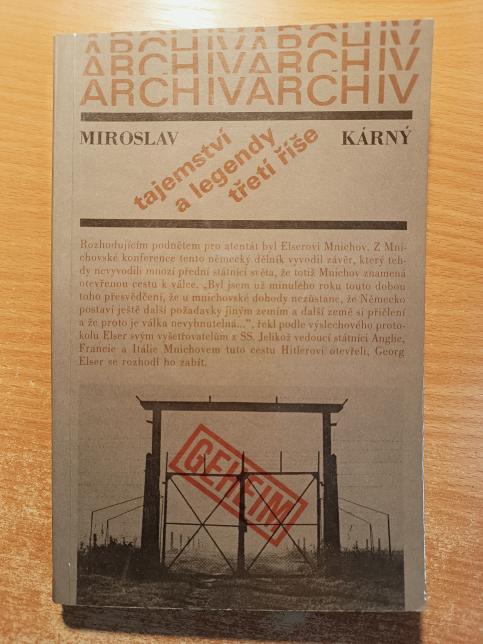 ARCHIVARCHIV
ARCHIVARCHIV
ARCHIVARCHIV
MIROSLAV KÁRNÝ
tajemství
a legendy
třetí říše
Rozhodujícím podnětem pro atentát byl Elserovi Mnichov. Z Mni-
chovské konference tento německý dělník vyvodil závěr, který teh-
dy nevyvodili mnozí přední státníci světa, že totiž Mnichov znamená
otevřenou cestu k válce. „Byl jsem už minulého roku touto dobou
toho přesvědčení, že u mnichovské dohody nezůstane, že Německo
postaví ještě další požadavky jiným zemím a další země si přičlení
a že proto je válka nevyhnutelná...", řekl podle výslechového proto-
kolu Elser svým vyšetřovatelům z SS. Jelikož vedoucí státníci Anglie,
Francie a Itálie Mnichovem tuto cestu Hitlerovi otevřeli, Georg
Elser se rozhodl ho zabít.
GEHEIM